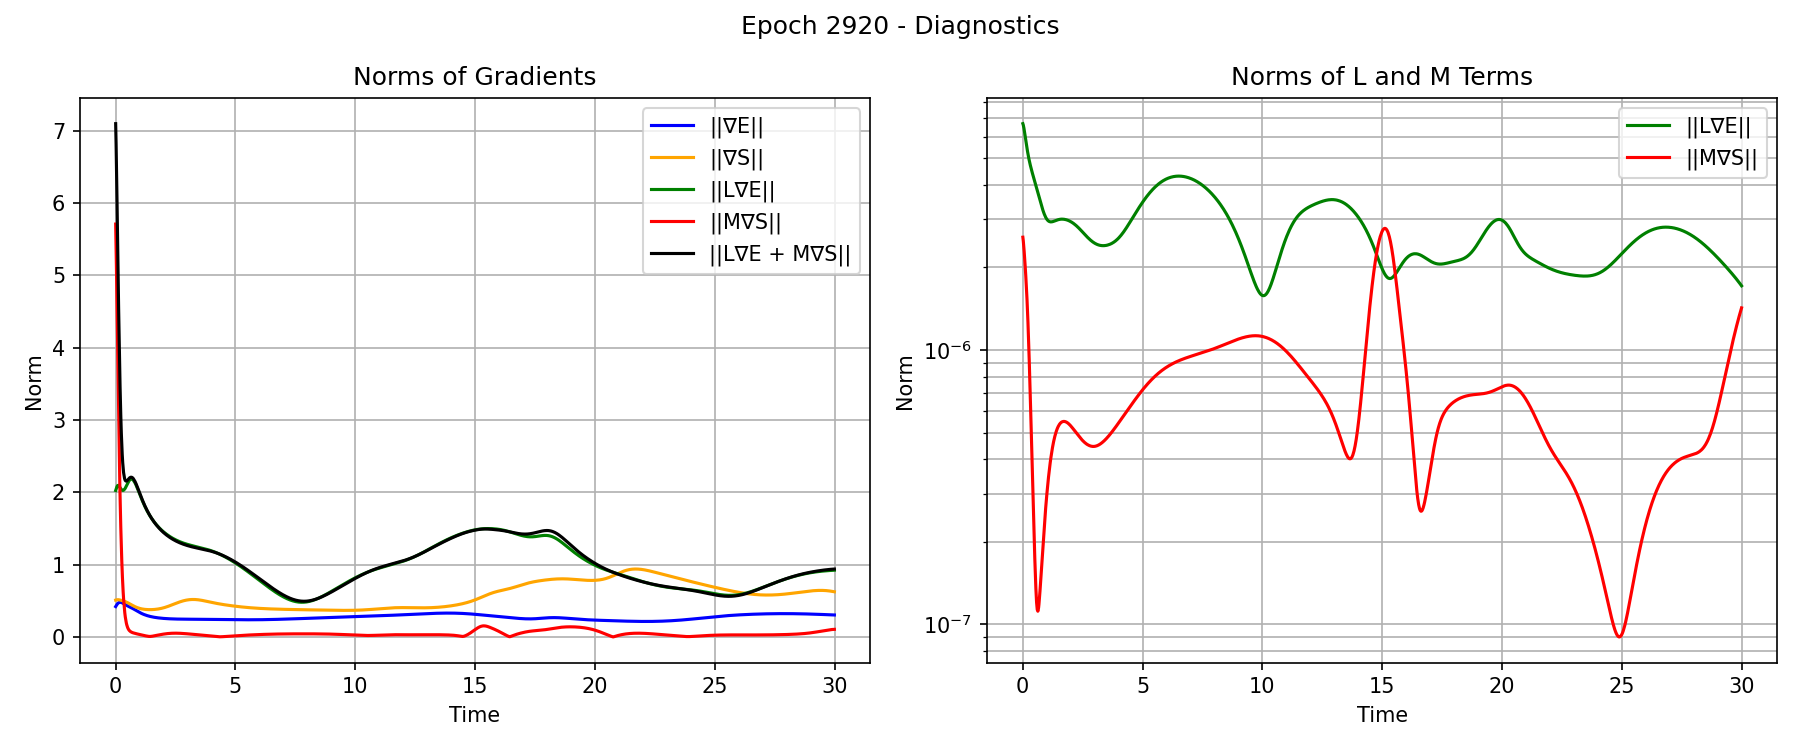 Epoch 2920 - Diagnostics
Norms of Gradients
Norm
7
6
5
4
3
2
1
0
||∇E||
||∇S||
||L∇E||
||M∇S||
||L∇E + M∇S||
0 5 10 15 20 25 30
Time
Norms of L and M Terms
Norm
10⁻⁶
10⁻⁷
||L∇E||
||M∇S||
0 5 10 15 20 25 30
Time